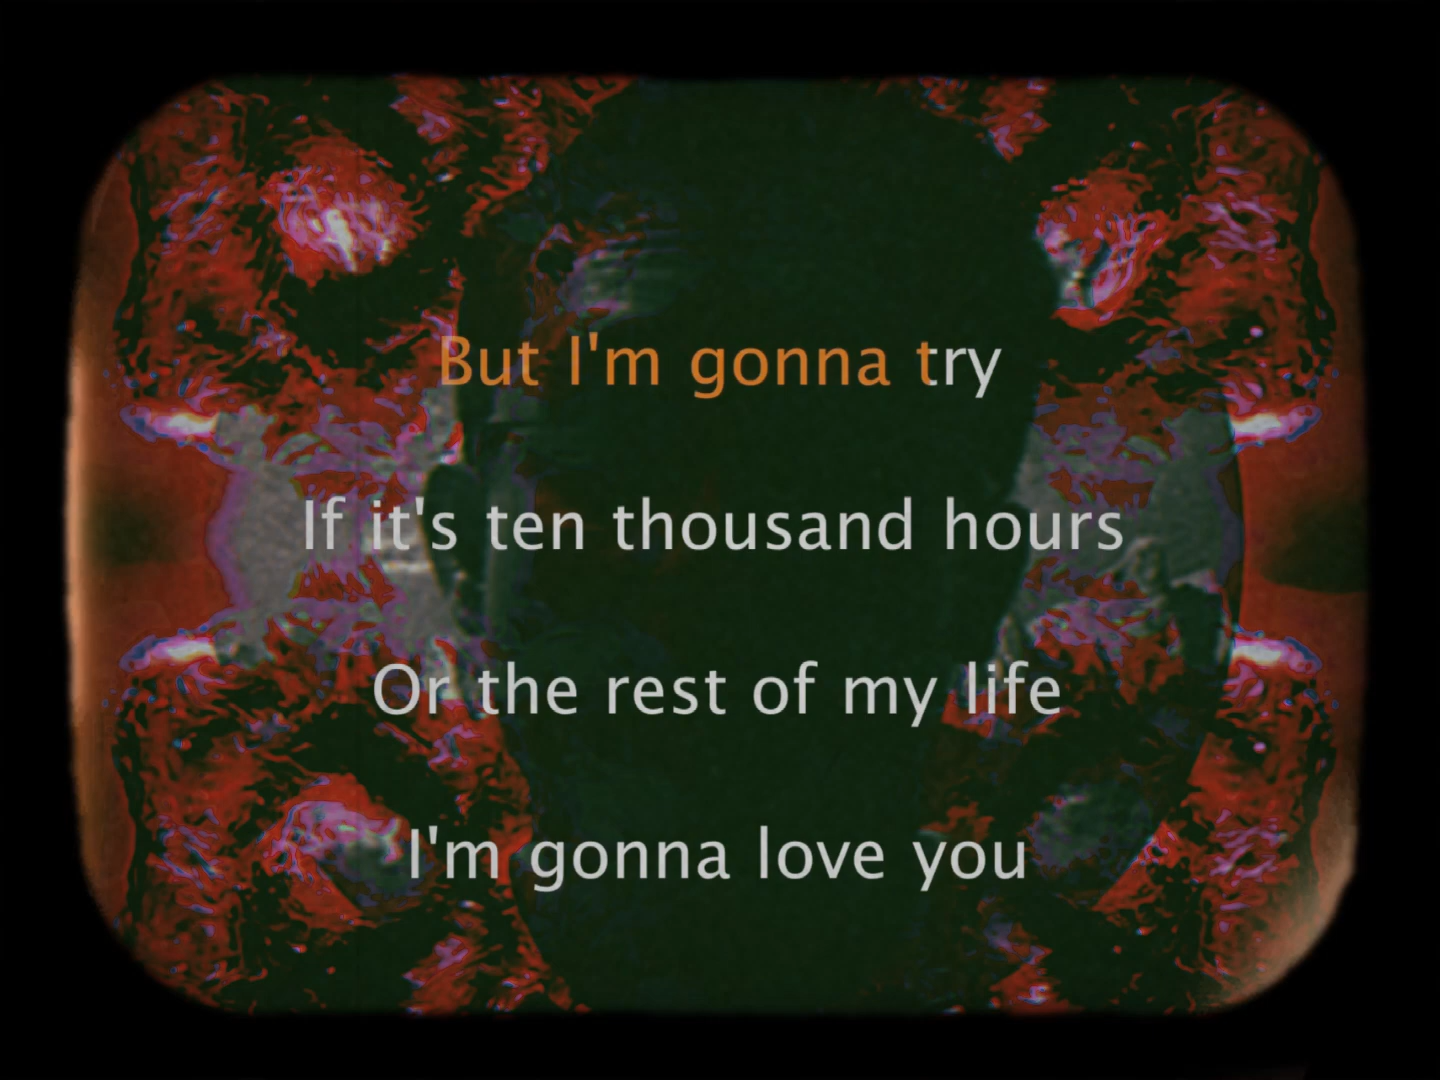 But I'm gonna try
If it's ten thousand hours
Or the rest of my life
I'm gonna love you